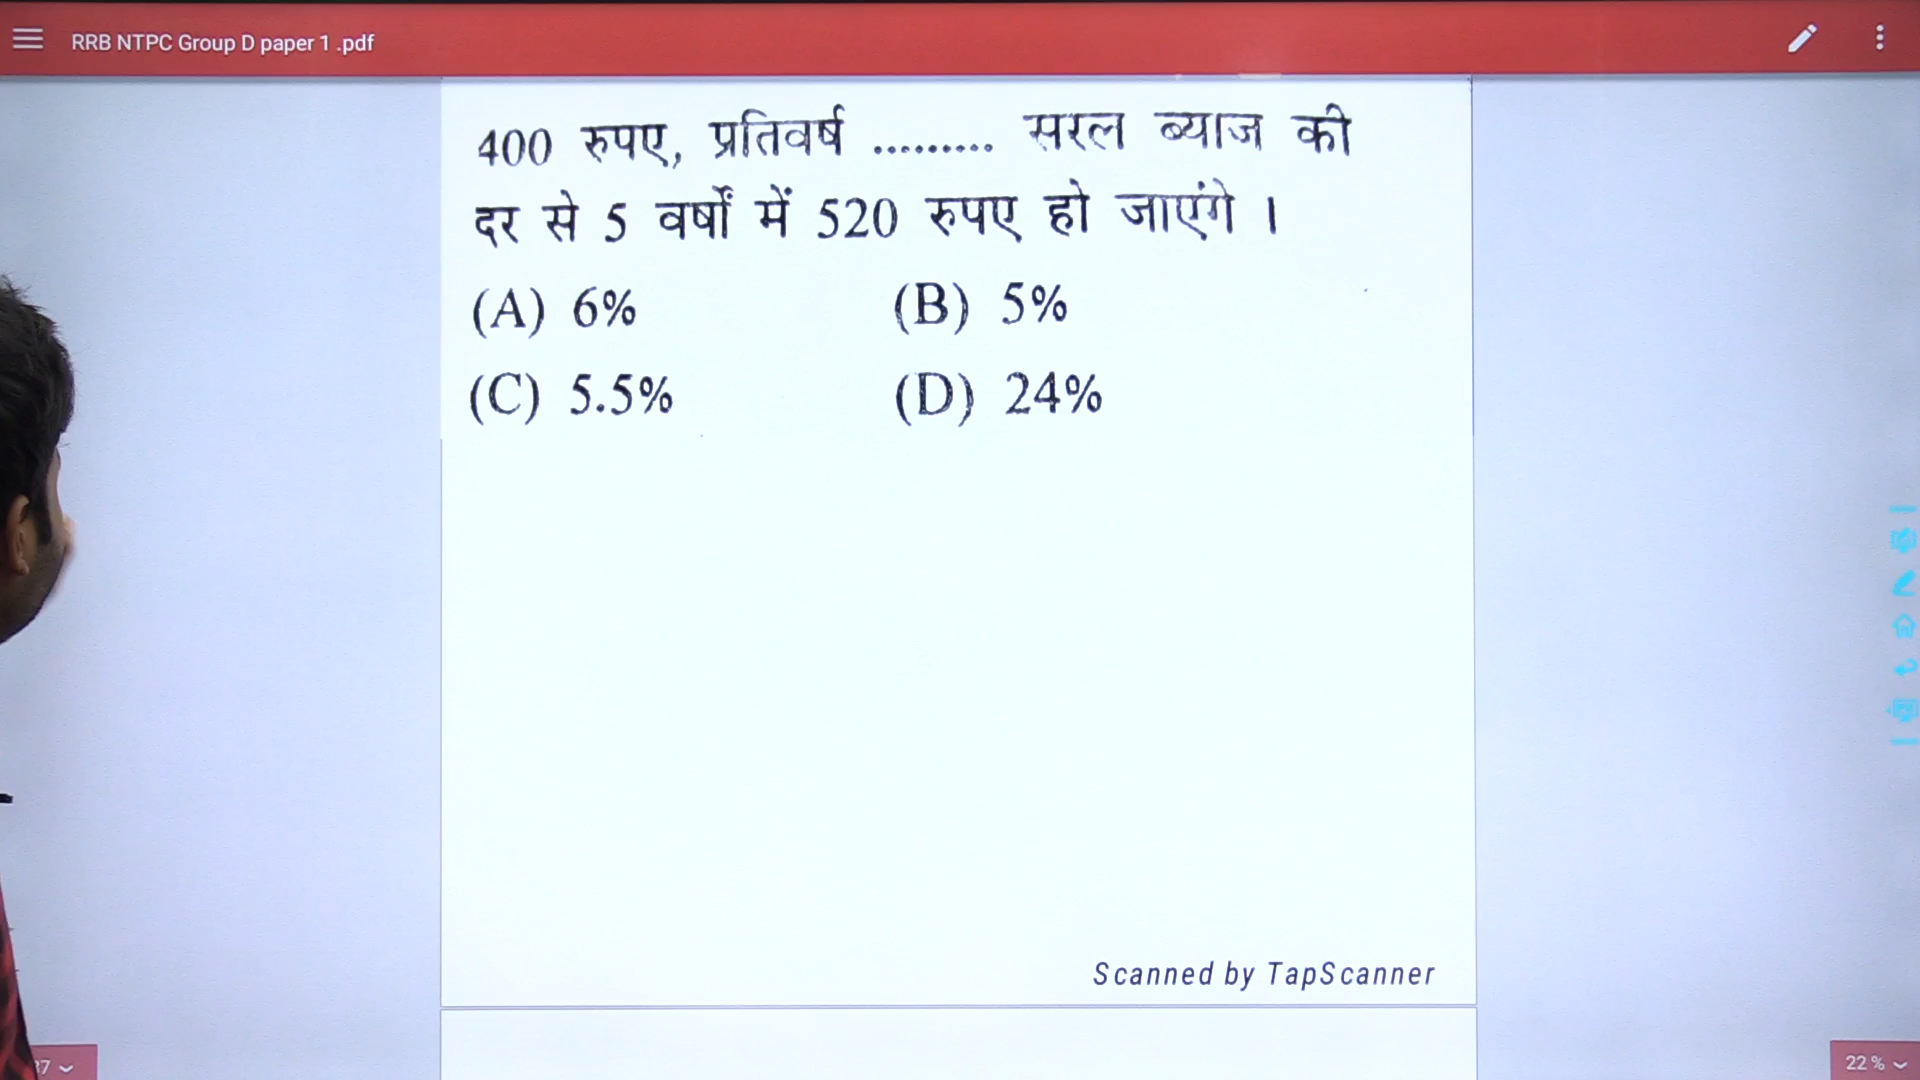 RRB NTPC Group D paper 1 .pdf
400 रुपए, प्रतिवर्ष ......... सरल ब्याज की
दर से 5 वर्षों में 520 रुपए हो जाएंगे ।
(A) 6% (B) 5%
(C) 5.5% (D) 24%
Scanned by TapScanner
22 %